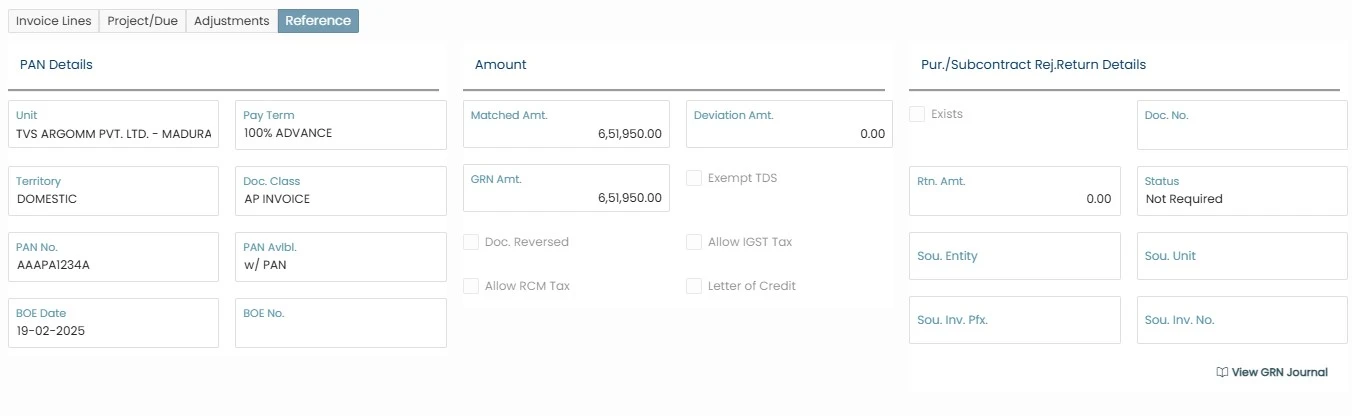 Invoice Lines
Project/Due
Adjustments
Reference
PAN Details
Unit
TVS ARGOMM PVT. LTD. - MADURA
Pay Term
100% ADVANCE
Territory
DOMESTIC
Doc. Class
AP INVOICE
PAN No.
AAAPA1234A
PAN Avlbl.
w/ PAN
BOE Date
19-02-2025
BOE No.
Amount
Matched Amt.
6,51,950.00
Deviation Amt.
0.00
GRN Amt.
6,51,950.00
Exempt TDS
Doc. Reversed
Allow IGST Tax
Allow RCM Tax
Letter of Credit
Pur./Subcontract Rej.Return Details
Exists
Doc. No.
Rtn. Amt.
0.00
Status
Not Required
Sou. Entity
Sou. Unit
Sou. Inv. Pfx.
Sou. Inv. No.
View GRN Journal